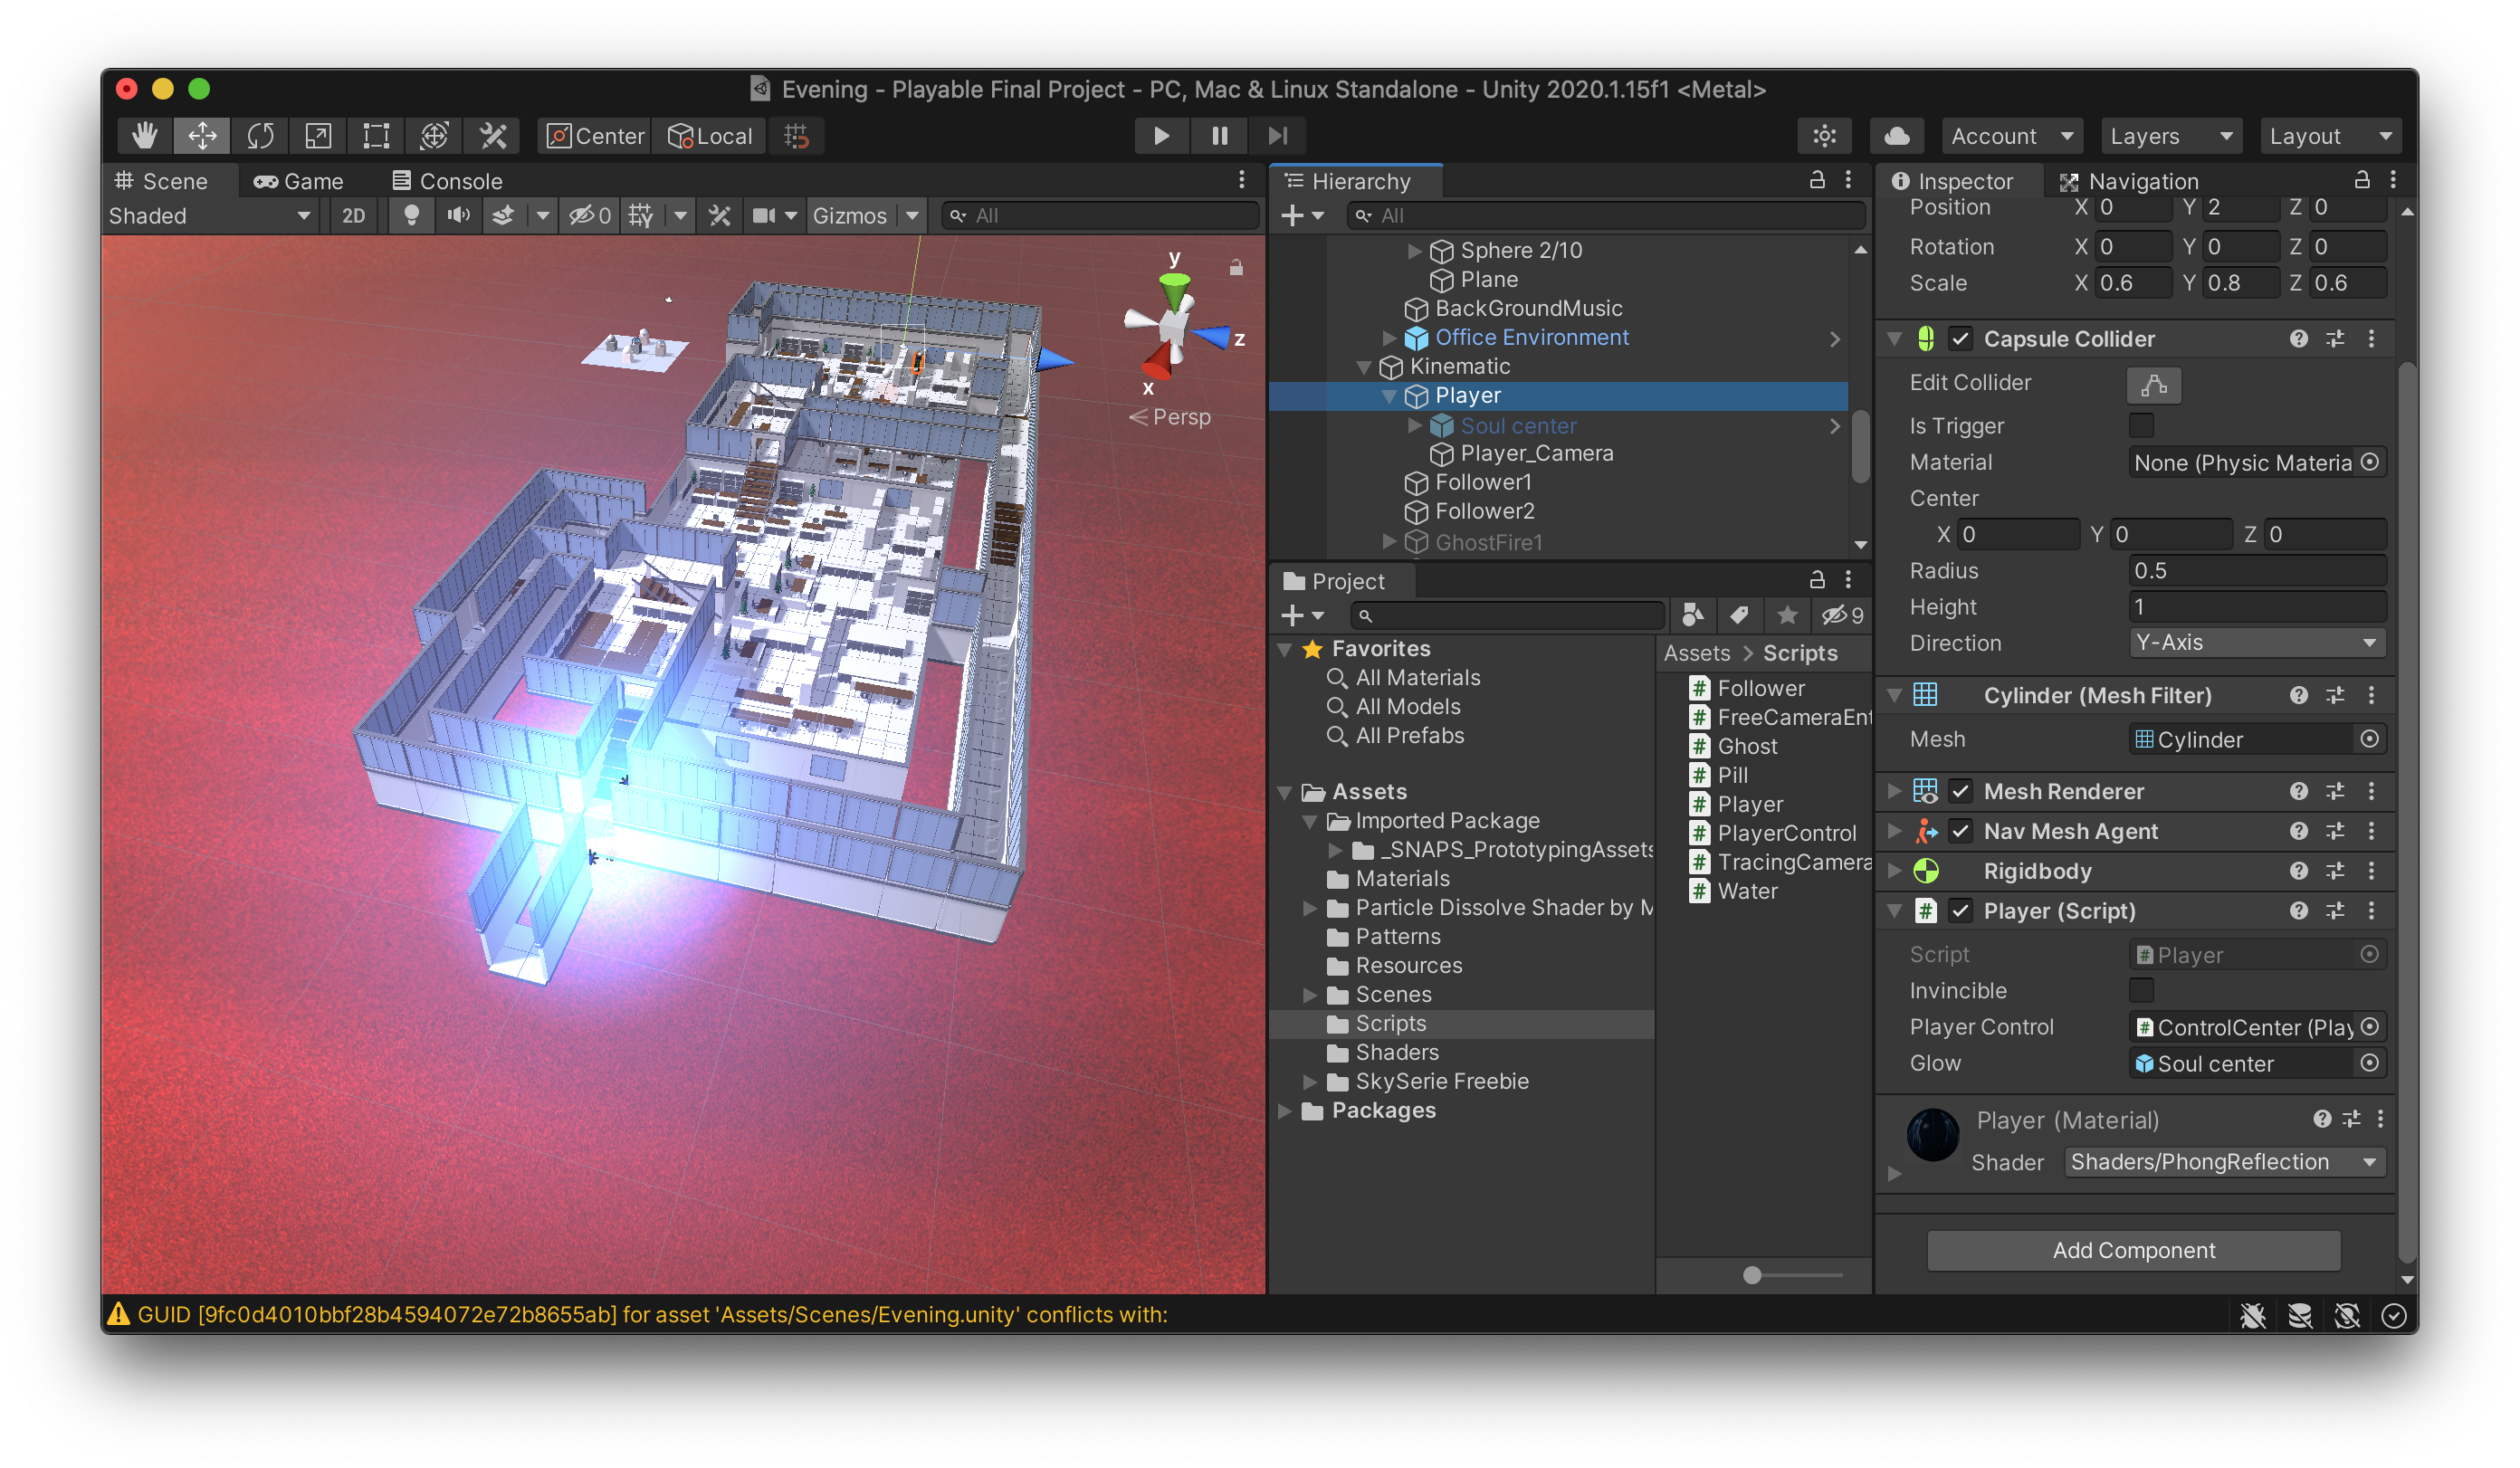 Evening - Playable Final Project - PC, Mac & Linux Standalone - Unity 2020.1.15f1 <Metal>
Center
Local
Account
Layers
Layout
Scene
Game
Console
Shaded
2D
0
Gizmos
All
y
z
x
Persp
Hierarchy
All
Sphere 2/10
Plane
BackGroundMusic
Office Environment
Kinematic
Player
Soul center
Player_Camera
Follower1
Follower2
GhostFire1
Project
9
Favorites
All Materials
All Models
All Prefabs
Assets
Imported Package
_SNAPS_PrototypingAssets
Materials
Particle Dissolve Shader by M
Patterns
Resources
Scenes
Scripts
Shaders
SkySerie Freebie
Packages
Assets > Scripts
Follower
FreeCameraEnt
Ghost
Pill
Player
PlayerControl
TracingCamera
Water
Inspector
Navigation
Position X 0 Y 2 Z 0
Rotation X 0 Y 0 Z 0
Scale X 0.6 Y 0.8 Z 0.6
Capsule Collider
Edit Collider
Is Trigger
Material None (Physic Materia
Center
X 0 Y 0 Z 0
Radius 0.5
Height 1
Direction Y-Axis
Cylinder (Mesh Filter)
Mesh Cylinder
Mesh Renderer
Nav Mesh Agent
Rigidbody
Player (Script)
Script Player
Invincible
Player Control ControlCenter (Play
Glow Soul center
Player (Material)
Shader Shaders/PhongReflection
Add Component
GUID [9fc0d4010bbf28b4594072e72b8655ab] for asset 'Assets/Scenes/Evening.unity' conflicts with: